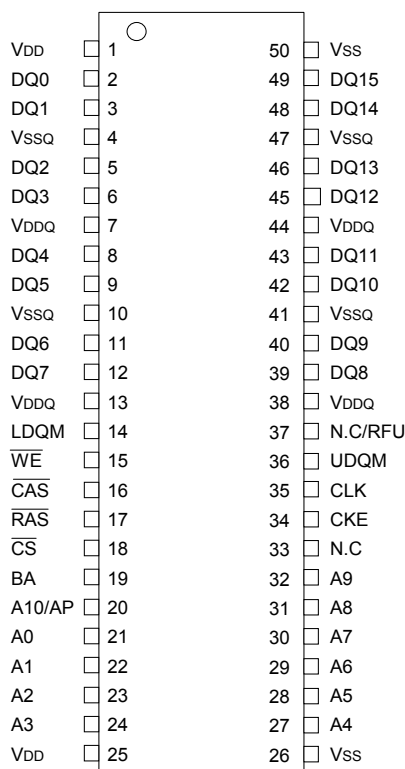 VDD 1 50 VSS
DQ0 2 49 DQ15
DQ1 3 48 DQ14
VSSQ 4 47 VSSQ
DQ2 5 46 DQ13
DQ3 6 45 DQ12
VDDQ 7 44 VDDQ
DQ4 8 43 DQ11
DQ5 9 42 DQ10
VSSQ 10 41 VSSQ
DQ6 11 40 DQ9
DQ7 12 39 DQ8
VDDQ 13 38 VDDQ
LDQM 14 37 N.C/RFU
W̅E̅ 15 36 UDQM
C̅A̅S̅ 16 35 CLK
R̅A̅S̅ 17 34 CKE
C̅S̅ 18 33 N.C
BA 19 32 A9
A10/AP 20 31 A8
A0 21 30 A7
A1 22 29 A6
A2 23 28 A5
A3 24 27 A4
VDD 25 26 VSS